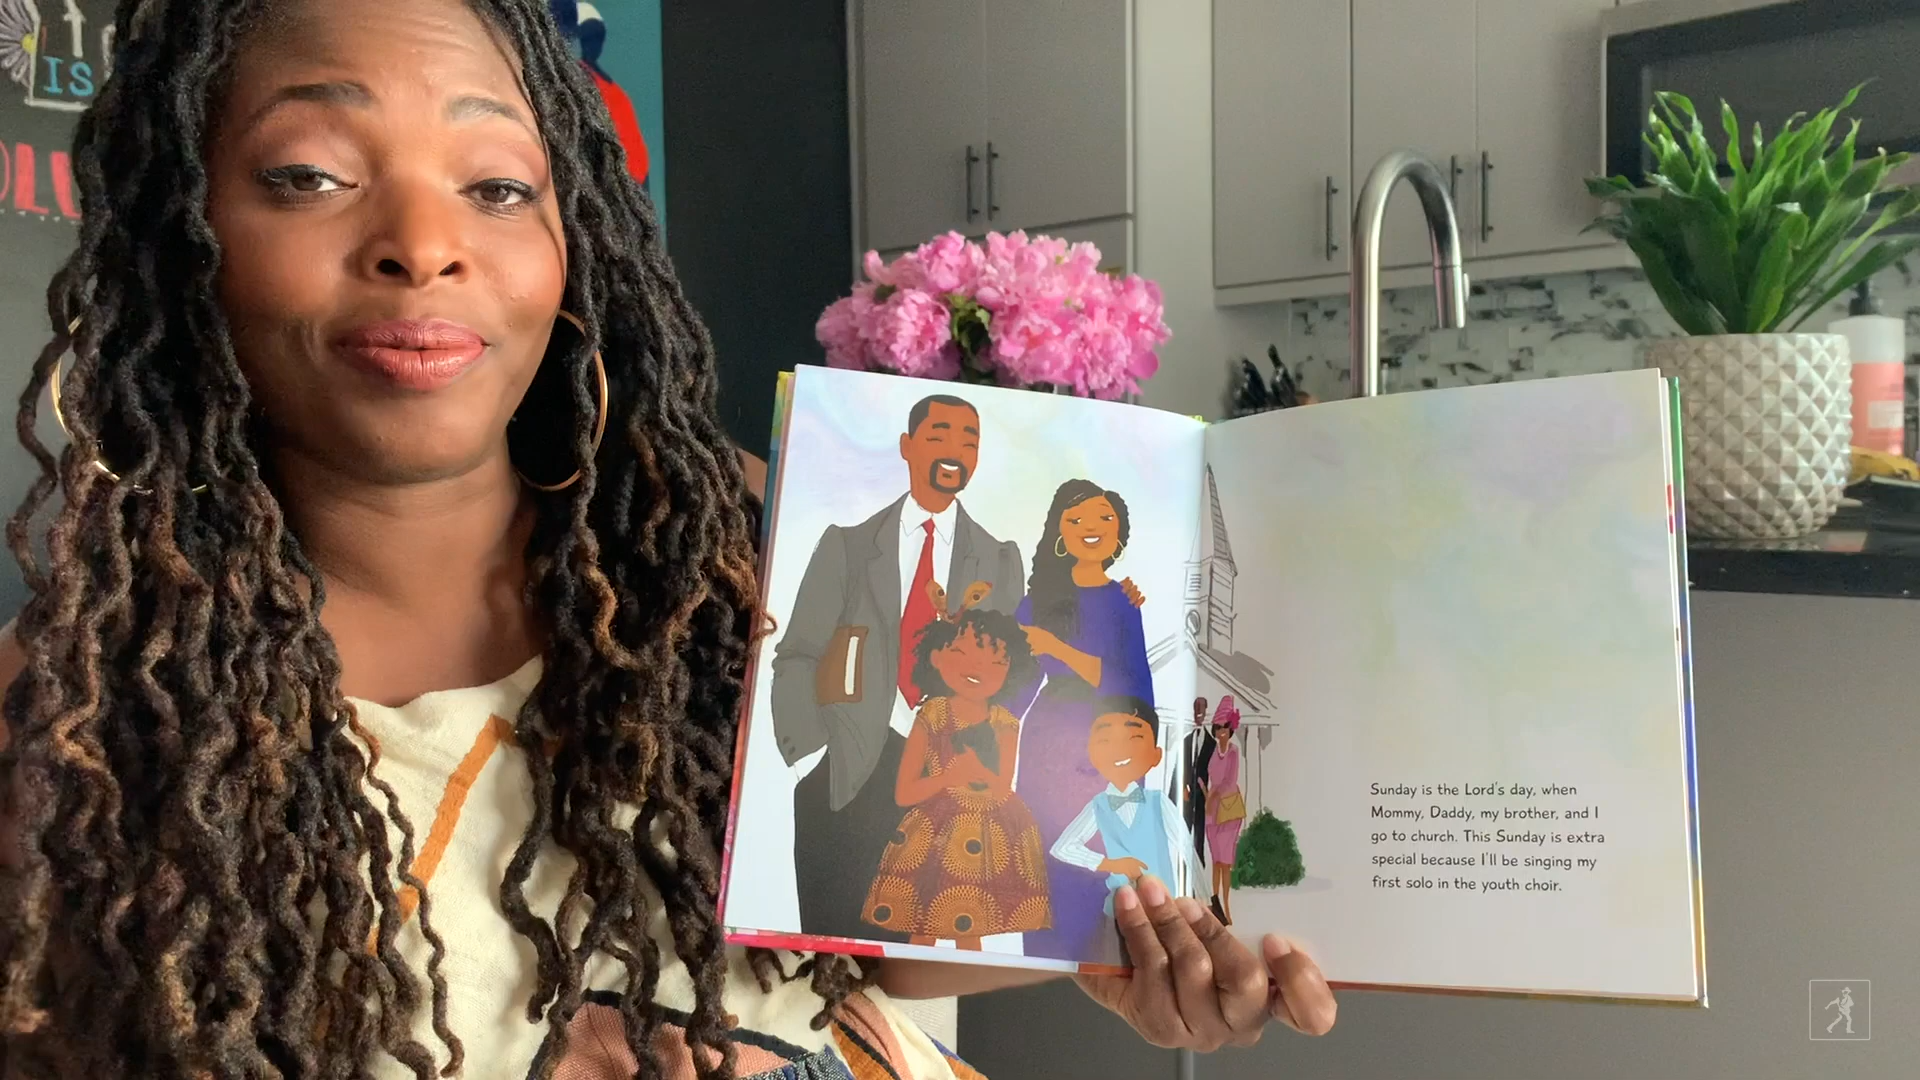 IS
Sunday is the Lord's day, when
Mommy, Daddy, my brother, and I
go to church. This Sunday is extra
special because I'll be singing my
first solo in the youth choir.